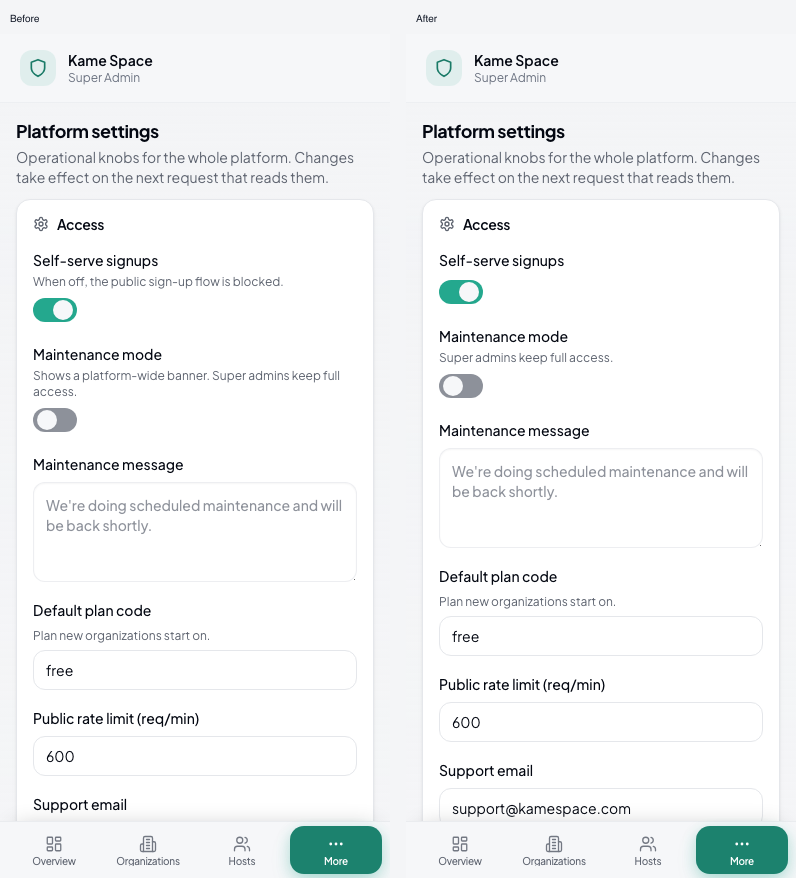 Before
Kame Space
Super Admin
Platform settings
Operational knobs for the whole platform. Changes
take effect on the next request that reads them.
Access
Self-serve signups
When off, the public sign-up flow is blocked.
Maintenance mode
Shows a platform-wide banner. Super admins keep full
access.
Maintenance message
We're doing scheduled maintenance and will
be back shortly.
Default plan code
Plan new organizations start on.
free
Public rate limit (req/min)
600
Support email
Overview
Organizations
Hosts
More
After
Kame Space
Super Admin
Platform settings
Operational knobs for the whole platform. Changes
take effect on the next request that reads them.
Access
Self-serve signups
Maintenance mode
Super admins keep full access.
Maintenance message
We're doing scheduled maintenance and will
be back shortly.
Default plan code
Plan new organizations start on.
free
Public rate limit (req/min)
600
Support email
support@kamespace.com
Overview
Organizations
Hosts
More